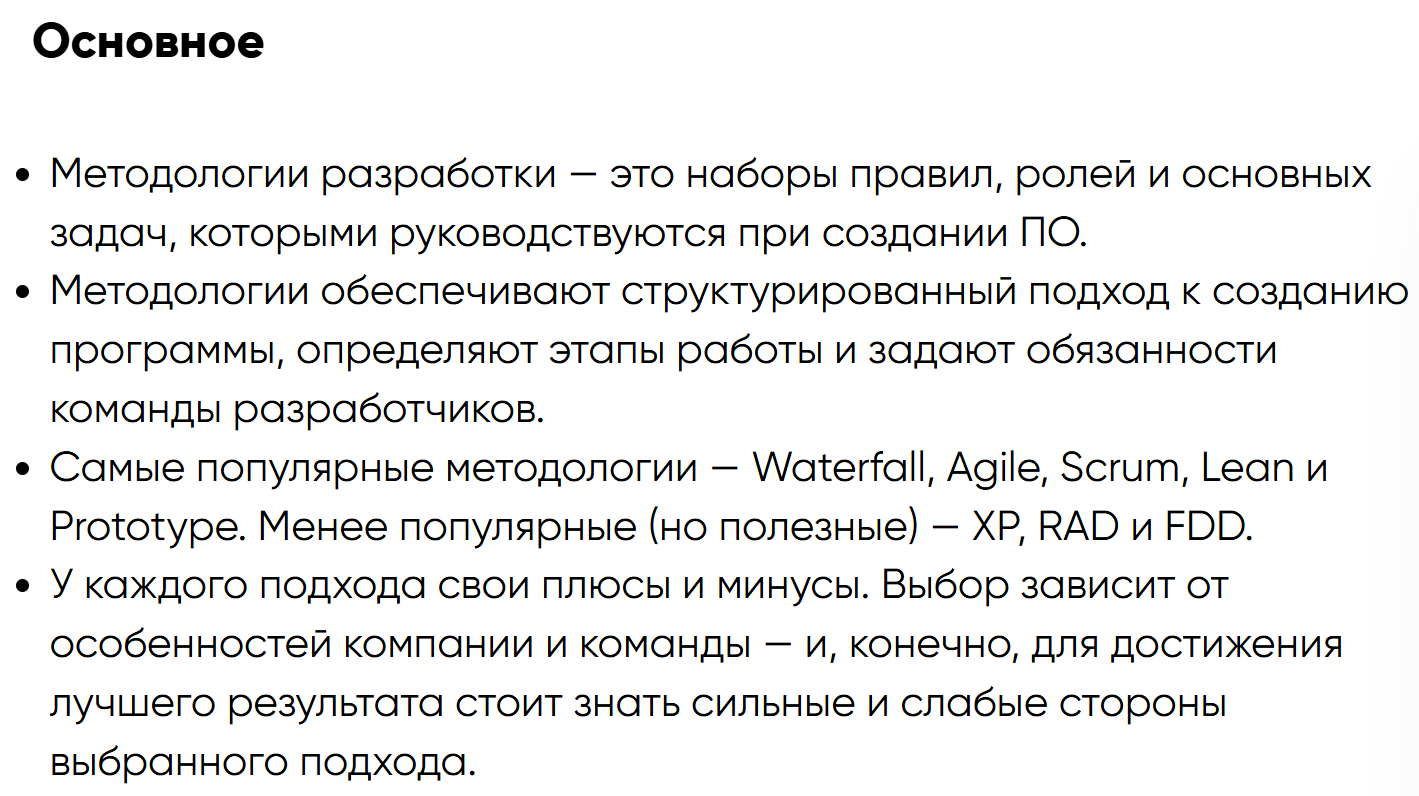 Основное
• Методологии разработки — это наборы правил, ролей и основных
задач, которыми руководствуются при создании ПО.
• Методологии обеспечивают структурированный подход к созданию
программы, определяют этапы работы и задают обязанности
команды разработчиков.
• Самые популярные методологии — Waterfall, Agile, Scrum, Lean и
Prototype. Менее популярные (но полезные) — XP, RAD и FDD.
• У каждого подхода свои плюсы и минусы. Выбор зависит от
особенностей компании и команды — и, конечно, для достижения
лучшего результата стоит знать сильные и слабые стороны
выбранного подхода.